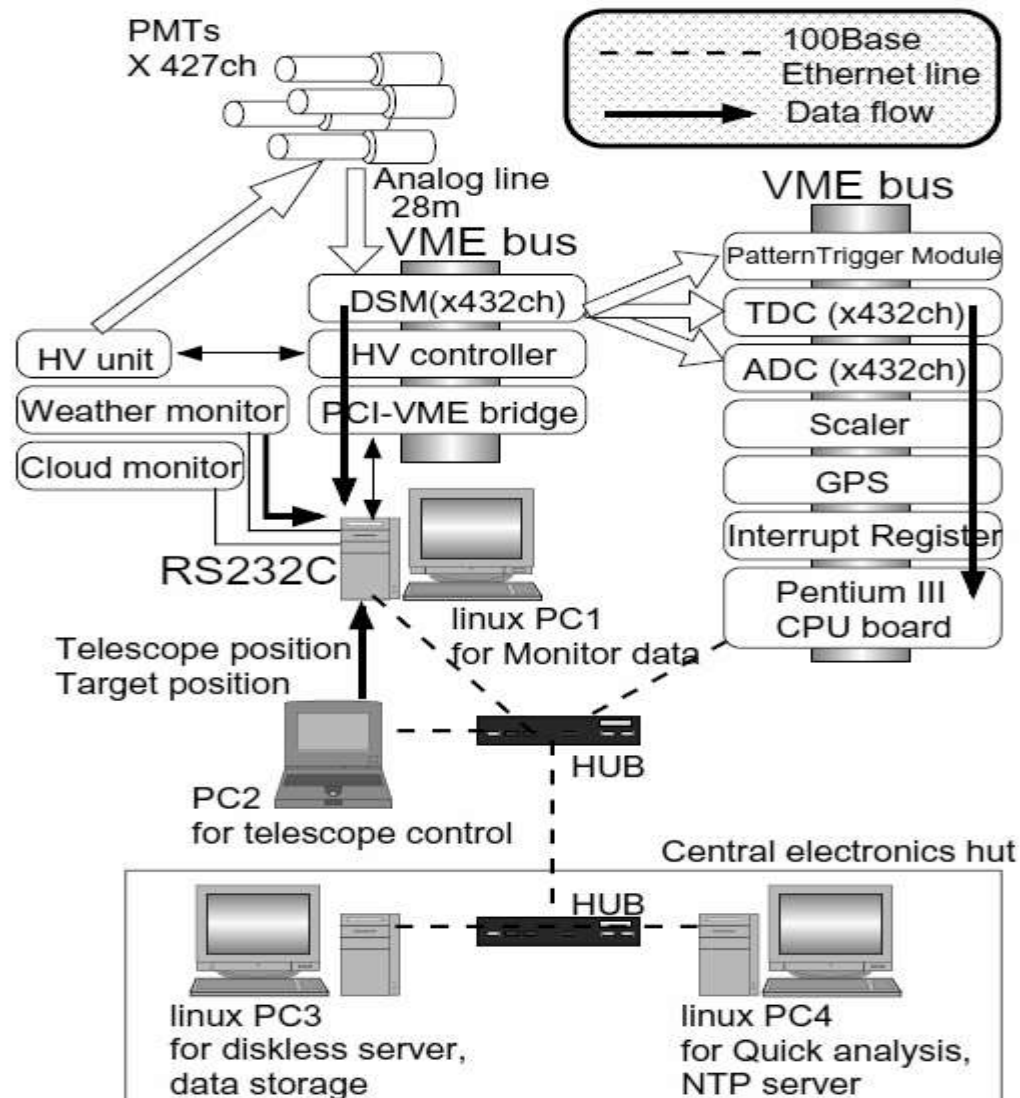 PMTs
X 427ch
100Base
Ethernet line
Data flow
Analog line
28m
VME bus
VME bus
PatternTrigger Module
DSM(x432ch)
TDC (x432ch)
HV unit
HV controller
ADC (x432ch)
Weather monitor
PCI-VME bridge
Scaler
Cloud monitor
GPS
Interrupt Register
RS232C
Pentium III
CPU board
linux PC1
for Monitor data
Telescope position
Target position
HUB
PC2
for telescope control
Central electronics hut
HUB
linux PC3
for diskless server,
data storage
linux PC4
for Quick analysis,
NTP server